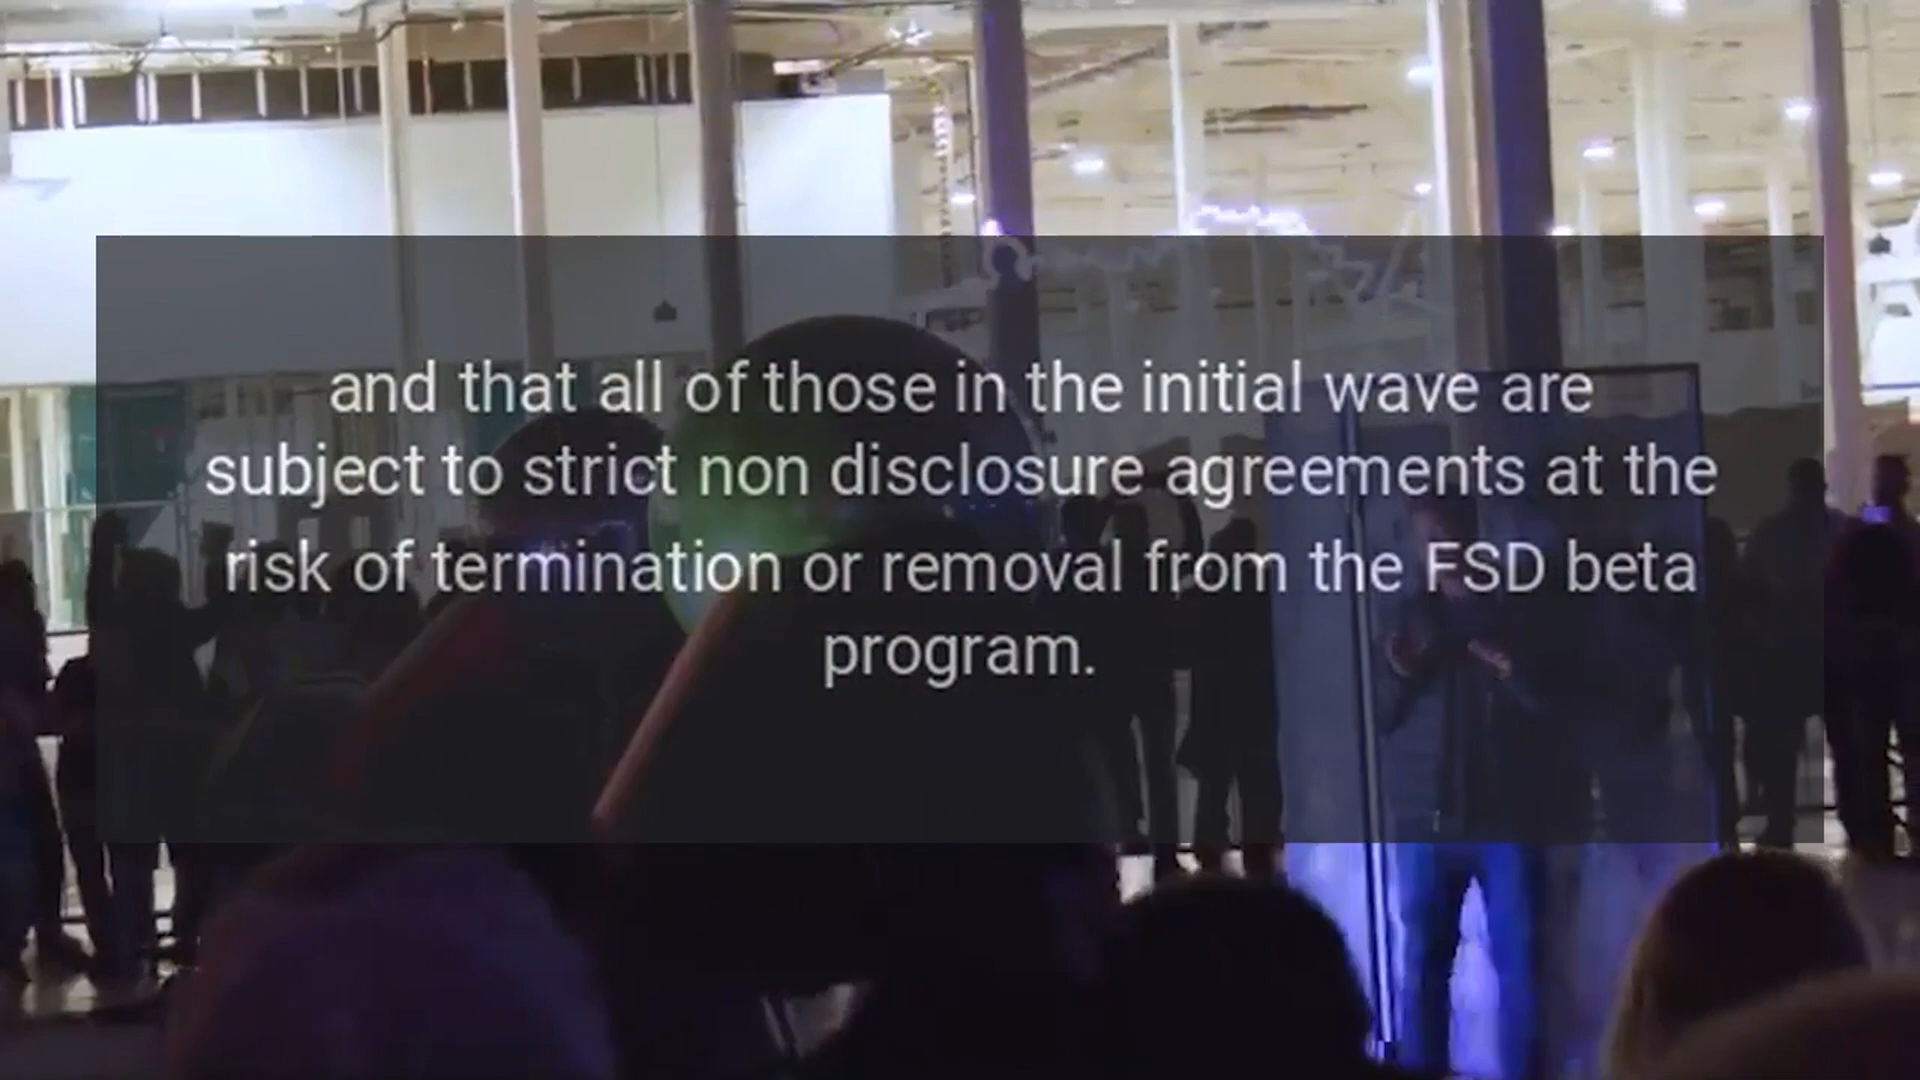 and that all of those in the initial wave are
subject to strict non disclosure agreements at the
risk of termination or removal from the FSD beta
program.